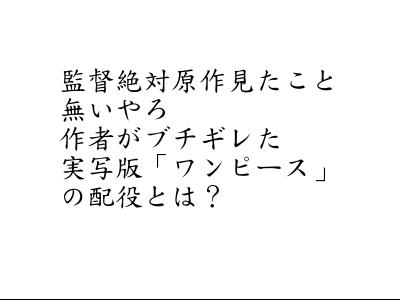 監督絶対原作見たこと
無いやろ
作者がブチギレた
実写版「ワンピース」
の配役とは？